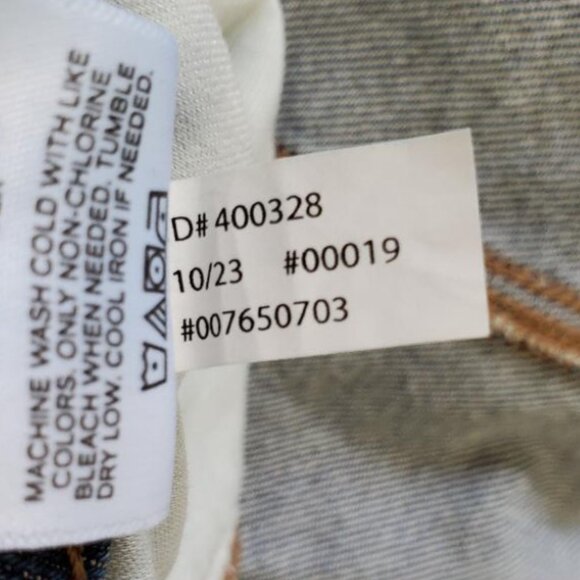 MACHINE WASH COLD WITH LIKE
COLORS. ONLY NON-CHLORINE
BLEACH WHEN NEEDED. TUMBLE
DRY LOW. COOL IRON IF NEEDED.
D# 400328
10/23 #00019
#007650703